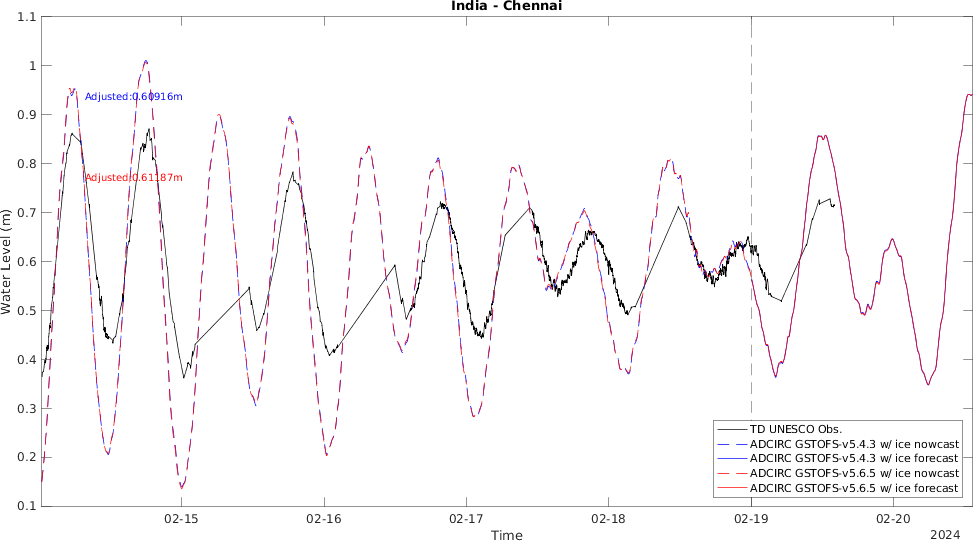 India - Chennai
1.1
1
0.9
0.8
0.7
0.6
0.5
0.4
0.3
0.2
0.1
Water Level (m)
Adjusted:0.60916m
Adjusted:0.61187m
TD UNESCO Obs.
ADCIRC GSTOFS-v5.4.3 w/ ice nowcast
ADCIRC GSTOFS-v5.4.3 w/ ice forecast
ADCIRC GSTOFS-v5.6.5 w/ ice nowcast
ADCIRC GSTOFS-v5.6.5 w/ ice forecast
02-15 02-16 02-17 02-18 02-19 02-20
Time
2024